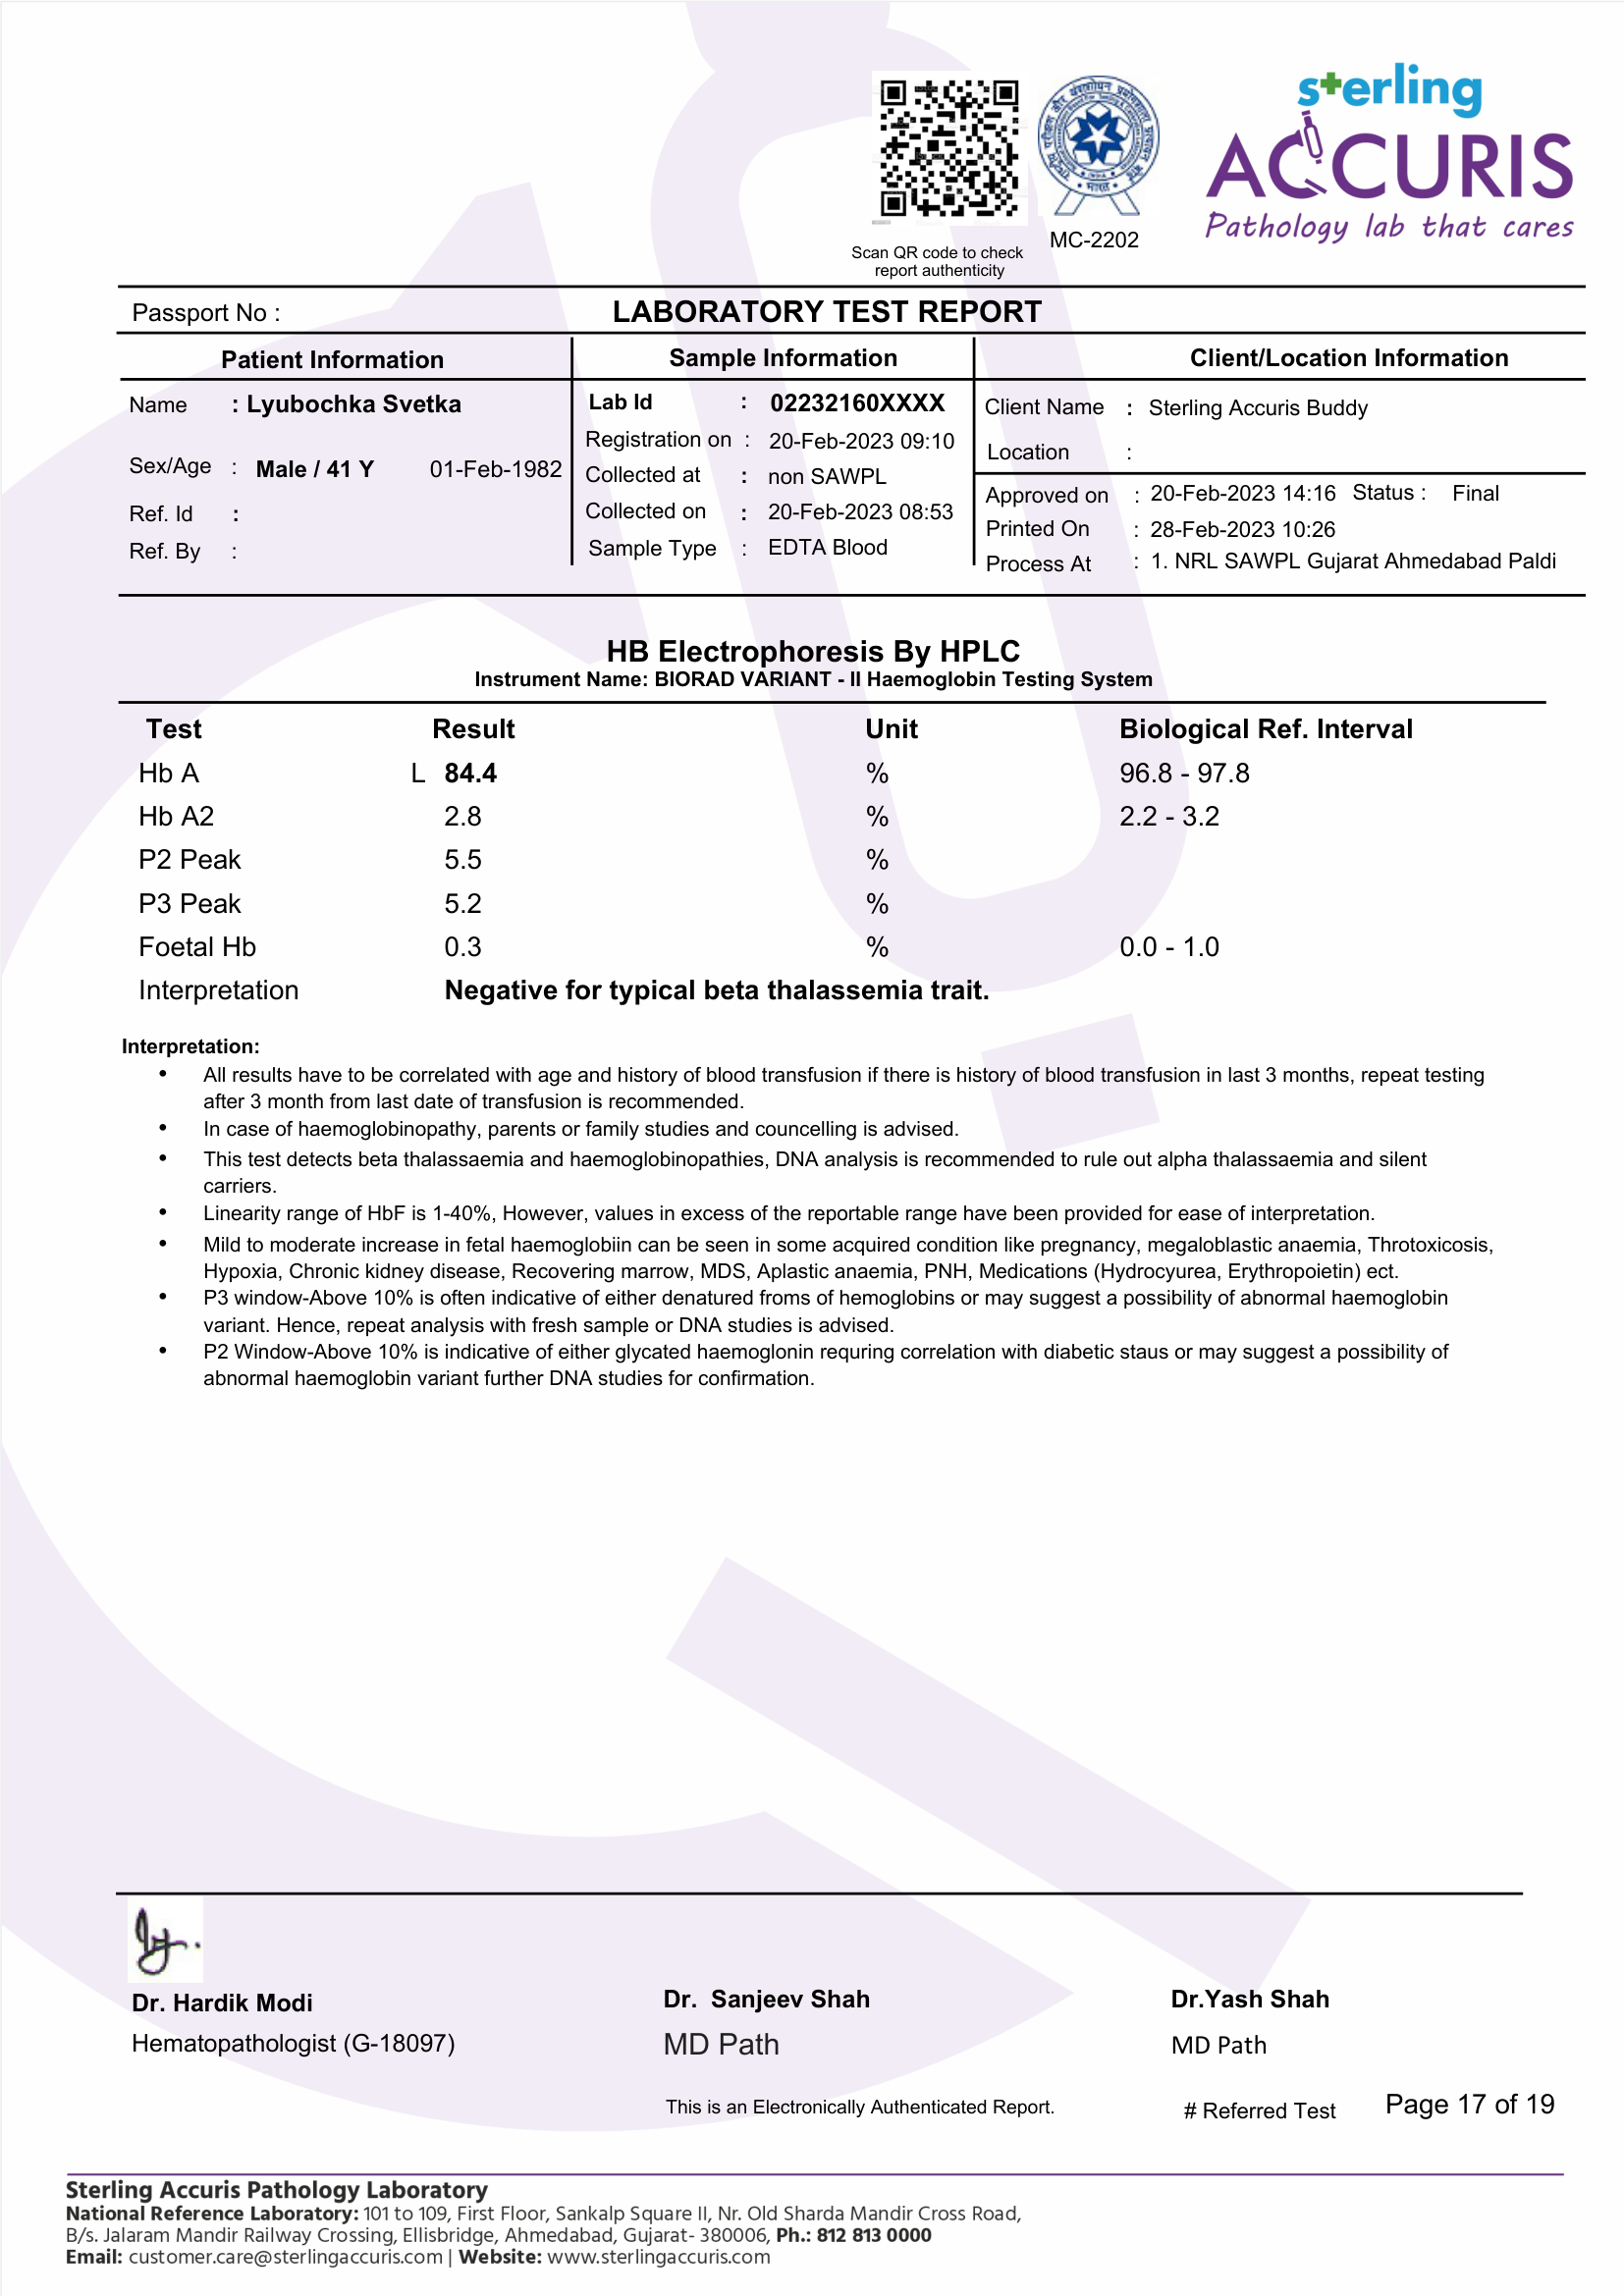 sterling
ACCURIS
Pathology lab that cares
Scan QR code to check
report authenticity
MC-2202
Passport No :
LABORATORY TEST REPORT
Patient Information
Name : Lyubochka Svetka
Sex/Age : Male / 41 Y 01-Feb-1982
Ref. Id :
Ref. By :
Sample Information
Lab Id : 02232160XXXX
Registration on : 20-Feb-2023 09:10
Collected at : non SAWPL
Collected on : 20-Feb-2023 08:53
Sample Type : EDTA Blood
Client/Location Information
Client Name : Sterling Accuris Buddy
Location :
Approved on : 20-Feb-2023 14:16 Status : Final
Printed On : 28-Feb-2023 10:26
Process At : 1. NRL SAWPL Gujarat Ahmedabad Paldi
HB Electrophoresis By HPLC
Instrument Name: BIORAD VARIANT - II Haemoglobin Testing System
Test Result Unit Biological Ref. Interval
Hb A L 84.4 % 96.8 - 97.8
Hb A2 2.8 % 2.2 - 3.2
P2 Peak 5.5 %
P3 Peak 5.2 %
Foetal Hb 0.3 % 0.0 - 1.0
Interpretation Negative for typical beta thalassemia trait.
Interpretation:
• All results have to be correlated with age and history of blood transfusion if there is history of blood transfusion in last 3 months, repeat testing
after 3 month from last date of transfusion is recommended.
• In case of haemoglobinopathy, parents or family studies and councelling is advised.
• This test detects beta thalassaemia and haemoglobinopathies, DNA analysis is recommended to rule out alpha thalassaemia and silent
carriers.
• Linearity range of HbF is 1-40%, However, values in excess of the reportable range have been provided for ease of interpretation.
• Mild to moderate increase in fetal haemoglobiin can be seen in some acquired condition like pregnancy, megaloblastic anaemia, Throtoxicosis,
Hypoxia, Chronic kidney disease, Recovering marrow, MDS, Aplastic anaemia, PNH, Medications (Hydrocyurea, Erythropoietin) ect.
• P3 window-Above 10% is often indicative of either denatured froms of hemoglobins or may suggest a possibility of abnormal haemoglobin
variant. Hence, repeat analysis with fresh sample or DNA studies is advised.
• P2 Window-Above 10% is indicative of either glycated haemoglonin requring correlation with diabetic staus or may suggest a possibility of
abnormal haemoglobin variant further DNA studies for confirmation.
Dr. Hardik Modi
Hematopathologist (G-18097)
Dr. Sanjeev Shah
MD Path
Dr.Yash Shah
MD Path
This is an Electronically Authenticated Report.
# Referred Test
Page 17 of 19
Sterling Accuris Pathology Laboratory
National Reference Laboratory: 101 to 109, First Floor, Sankalp Square II, Nr. Old Sharda Mandir Cross Road,
B/s. Jalaram Mandir Railway Crossing, Ellisbridge, Ahmedabad, Gujarat- 380006, Ph.: 812 813 0000
Email: customer.care@sterlingaccuris.com | Website: www.sterlingaccuris.com